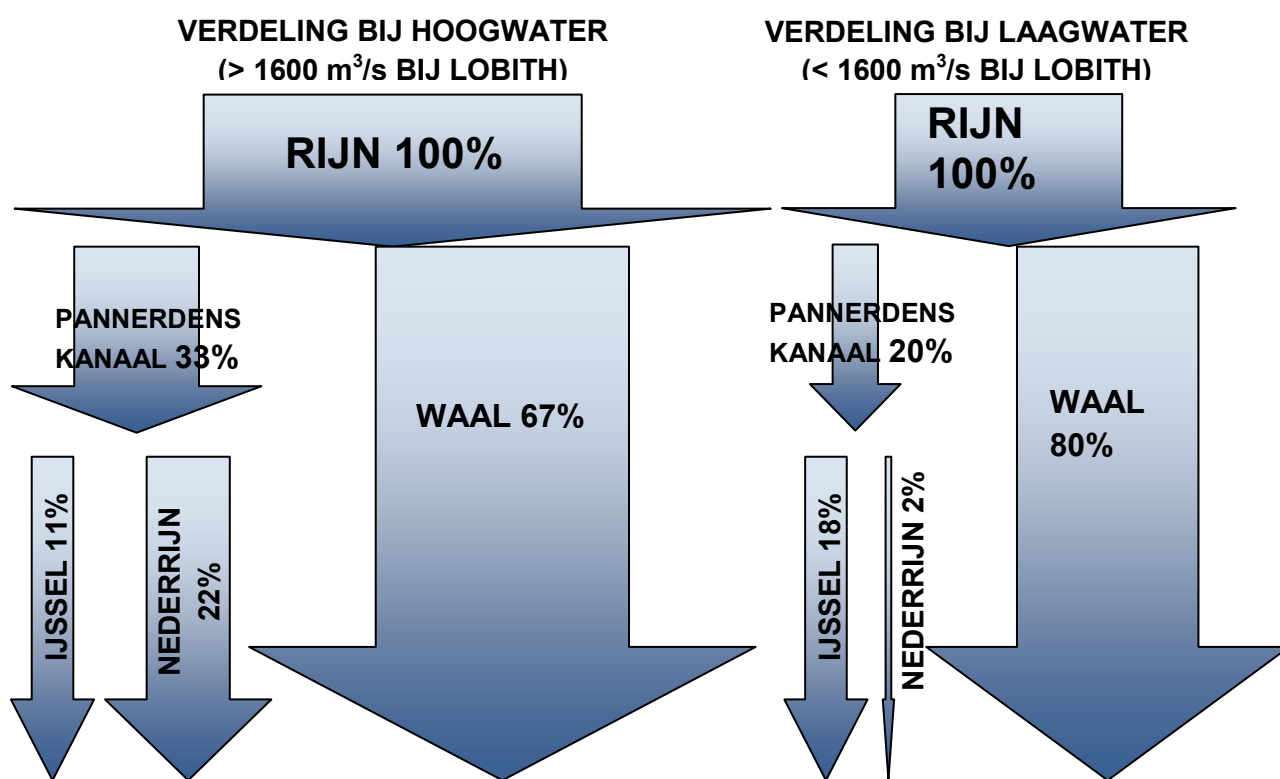 VERDELING BIJ HOOGWATER
(> 1600 m³/s BIJ LOBITH)
RIJN 100%
PANNERDENS
KANAAL 33%
WAAL 67%
IJSSEL 11%
NEDERRIJN
22%
VERDELING BIJ LAAGWATER
(< 1600 m³/s BIJ LOBITH)
RIJN
100%
PANNERDENS
KANAAL 20%
WAAL
80%
IJSSEL 18%
NEDERRIJN 2%